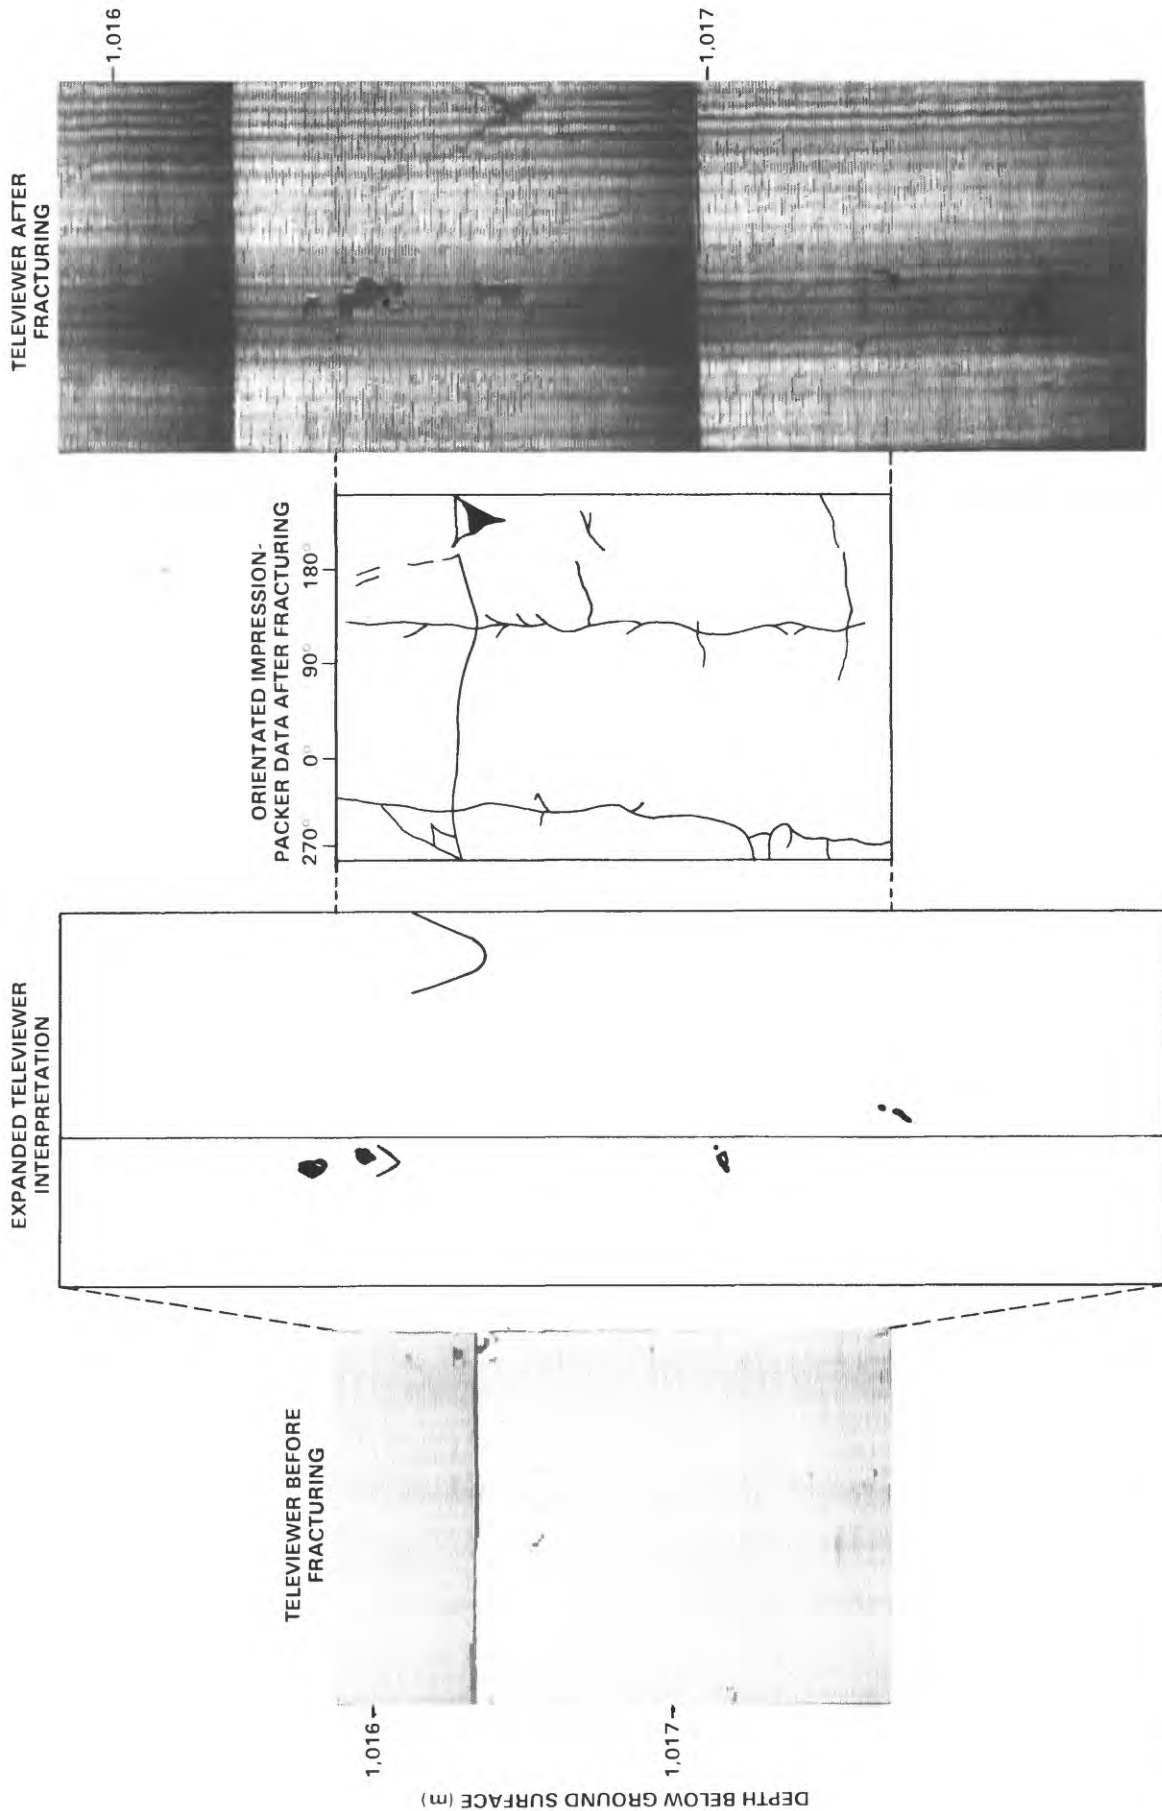 DEPTH BELOW GROUND SURFACE (m)
1,016
1,017
TELEVIEWER BEFORE
FRACTURING
EXPANDED TELEVIEWER
INTERPRETATION
ORIENTATED IMPRESSION-
PACKER DATA AFTER FRACTURING
270°
0°
90°
180°
TELEVIEWER AFTER
FRACTURING
1,016
1,017